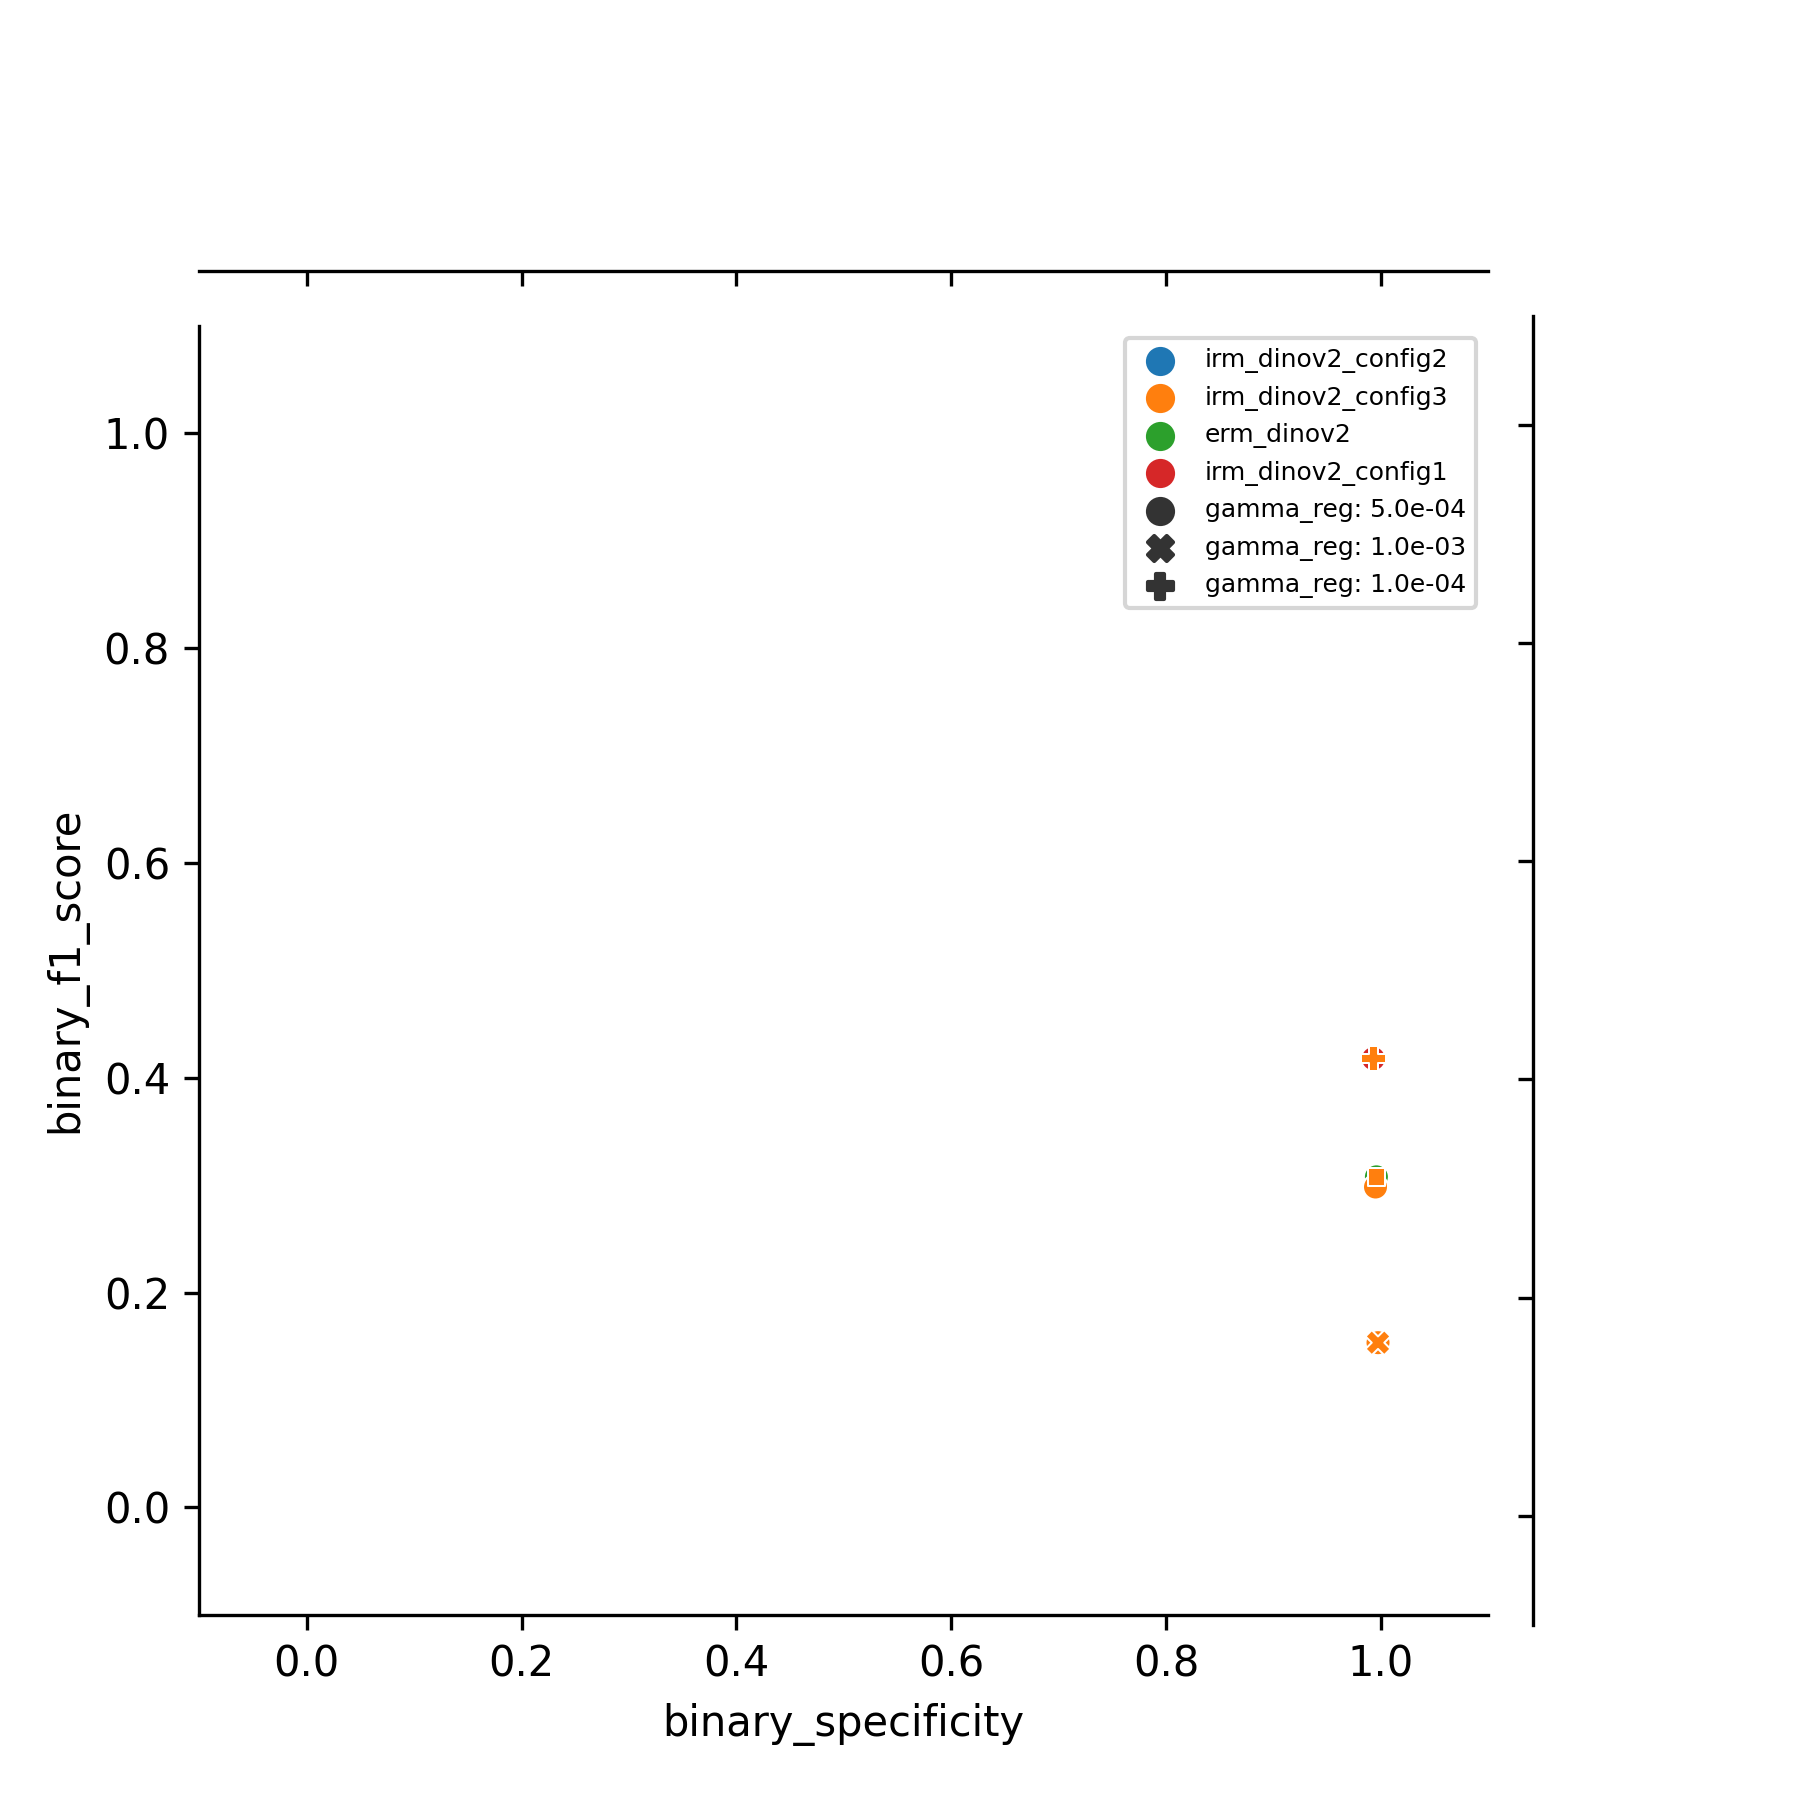 irm_dinov2_config2
irm_dinov2_config3
erm_dinov2
irm_dinov2_config1
gamma_reg: 5.0e-04
gamma_reg: 1.0e-03
gamma_reg: 1.0e-04
1.0
0.8
0.6
0.4
0.2
0.0
binary_f1_score
0.0 0.2 0.4 0.6 0.8 1.0
binary_specificity